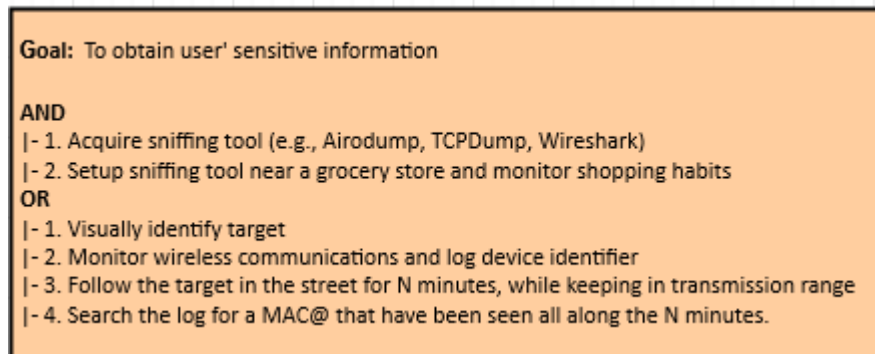 Goal: To obtain user' sensitive information
AND
|- 1. Acquire sniffing tool (e.g., Airodump, TCPDump, Wireshark)
|- 2. Setup sniffing tool near a grocery store and monitor shopping habits
OR
|- 1. Visually identify target
|- 2. Monitor wireless communications and log device identifier
|- 3. Follow the target in the street for N minutes, while keeping in transmission range
|- 4. Search the log for a MAC@ that have been seen all along the N minutes.